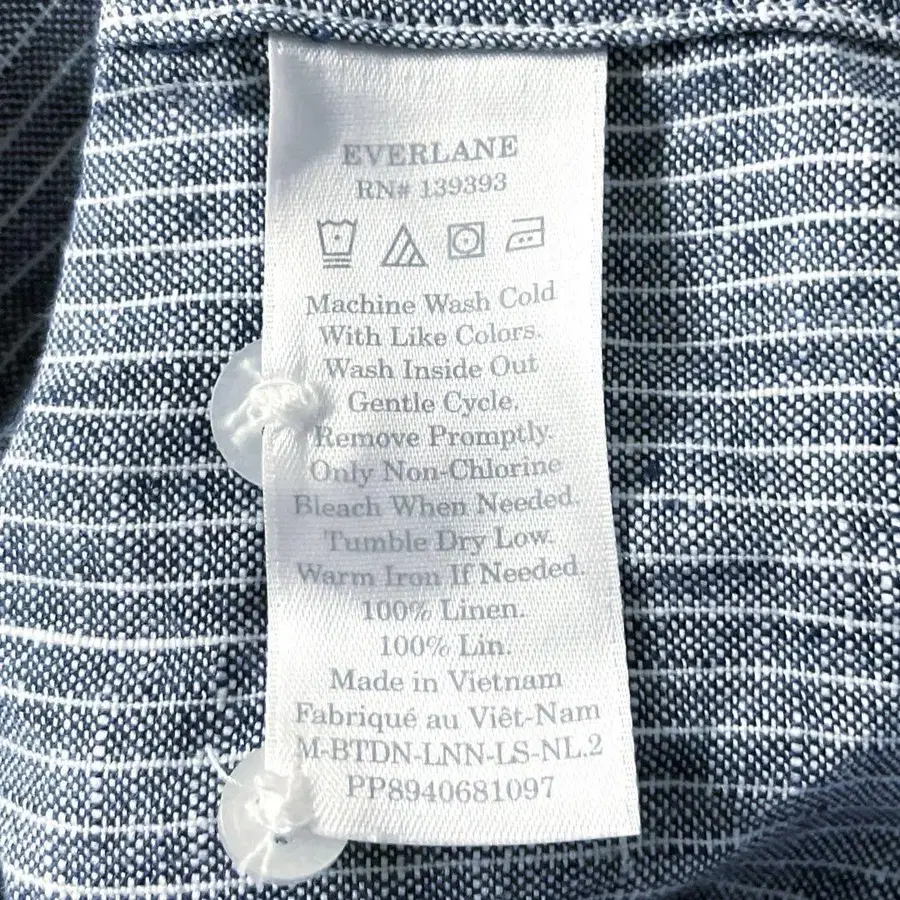 EVERLANE
RN# 139393
Machine Wash Cold
With Like Colors.
Wash Inside Out
Gentle Cycle.
Remove Promptly.
Only Non-Chlorine
Bleach When Needed.
Tumble Dry Low.
Warm Iron If Needed.
100% Linen.
100% Lin.
Made in Vietnam
Fabriqué au Viêt-Nam
M-BTDN-LNN-LS-NL.2
PP8940681097